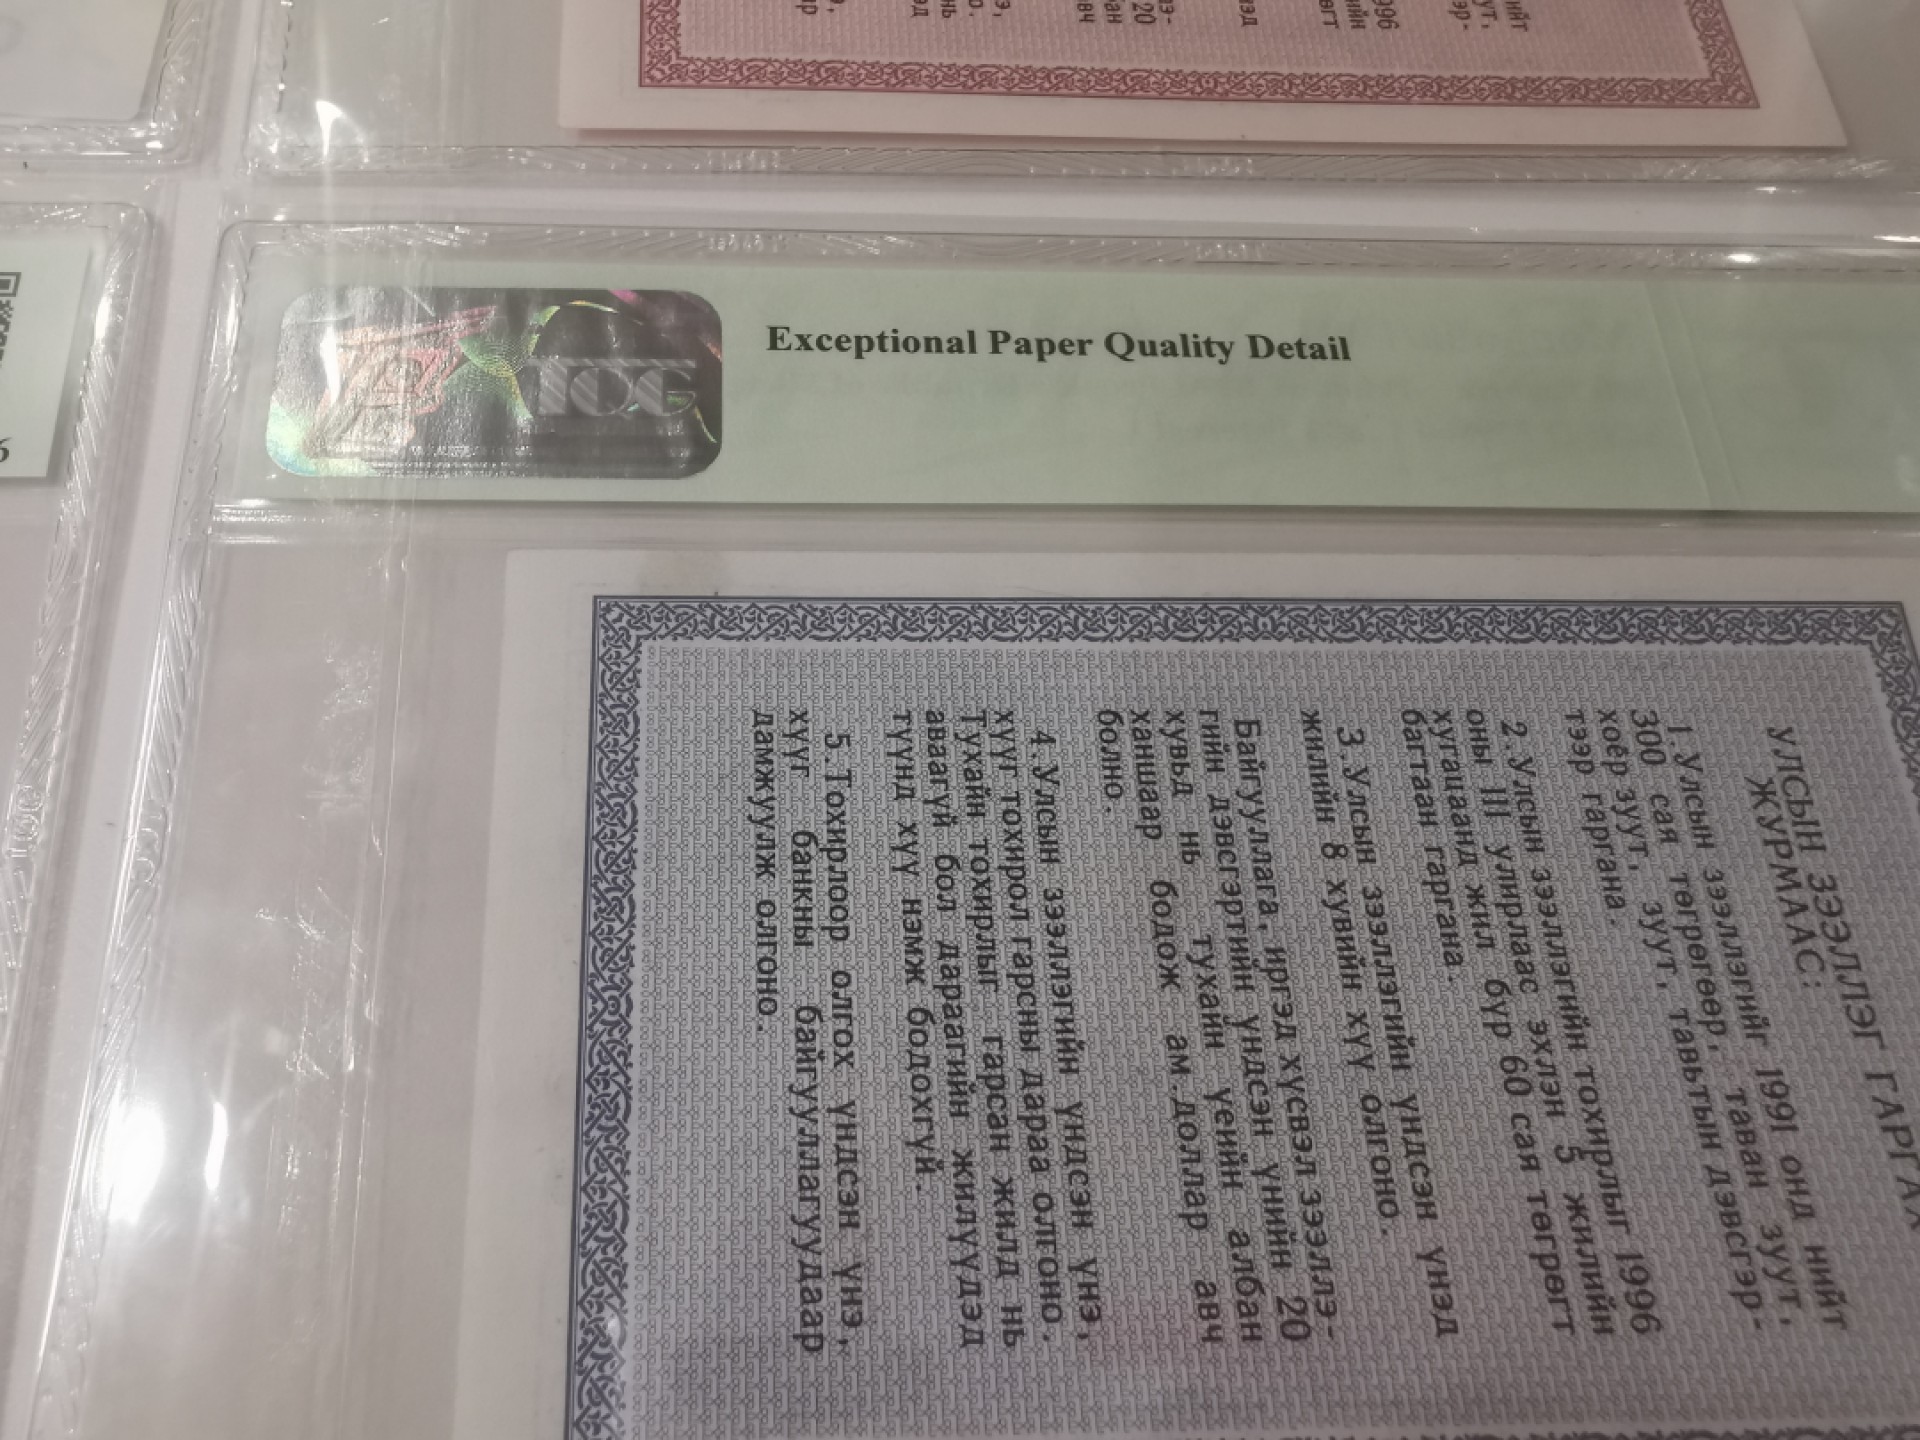 Exceptional Paper Quality Detail
TQG
УЛСЫН ЗЭЭЛЛЭГ ГАРГАХ
ЖУРМААС:
1.Улсын зээллэгийг 1991 онд нийт
300 сая төгрөгөөр, таван зуут,
хоёр зуут, зуут, тавьтын дэвсгэр-
тээр гаргана.
2.Улсын зээллэгийн тохирлыг 1996
оны III улирлаас эхлэн 5 жилийн
хугацаанд жил бүр 60 сая төгрөгт
багтаан гаргана.
3.Улсын зээллэгийн үндсэн үнэд
жилийн 8 хувийн хүү олгоно.
Байгууллага, иргэд хүсвэл зээллэ-
гийн дэвсгэртийн үндсэн үнийн 20
хувьд нь тухайн үеийн албан
ханшаар бодож ам.доллар авч
болно.
4.Улсын зээллэгийн үндсэн үнэ,
хүүг тохирол гарсны дараа олгоно.
Тухайн тохирлыг гарсан жилд нь
аваагүй бол дараагийн жилүүдэд
түүнд хүү нэмж бодохгүй.
5.Тохирлоор олгох үндсэн үнэ,
хүүг банкны байгууллагуудаар
дамжуулж олгоно.